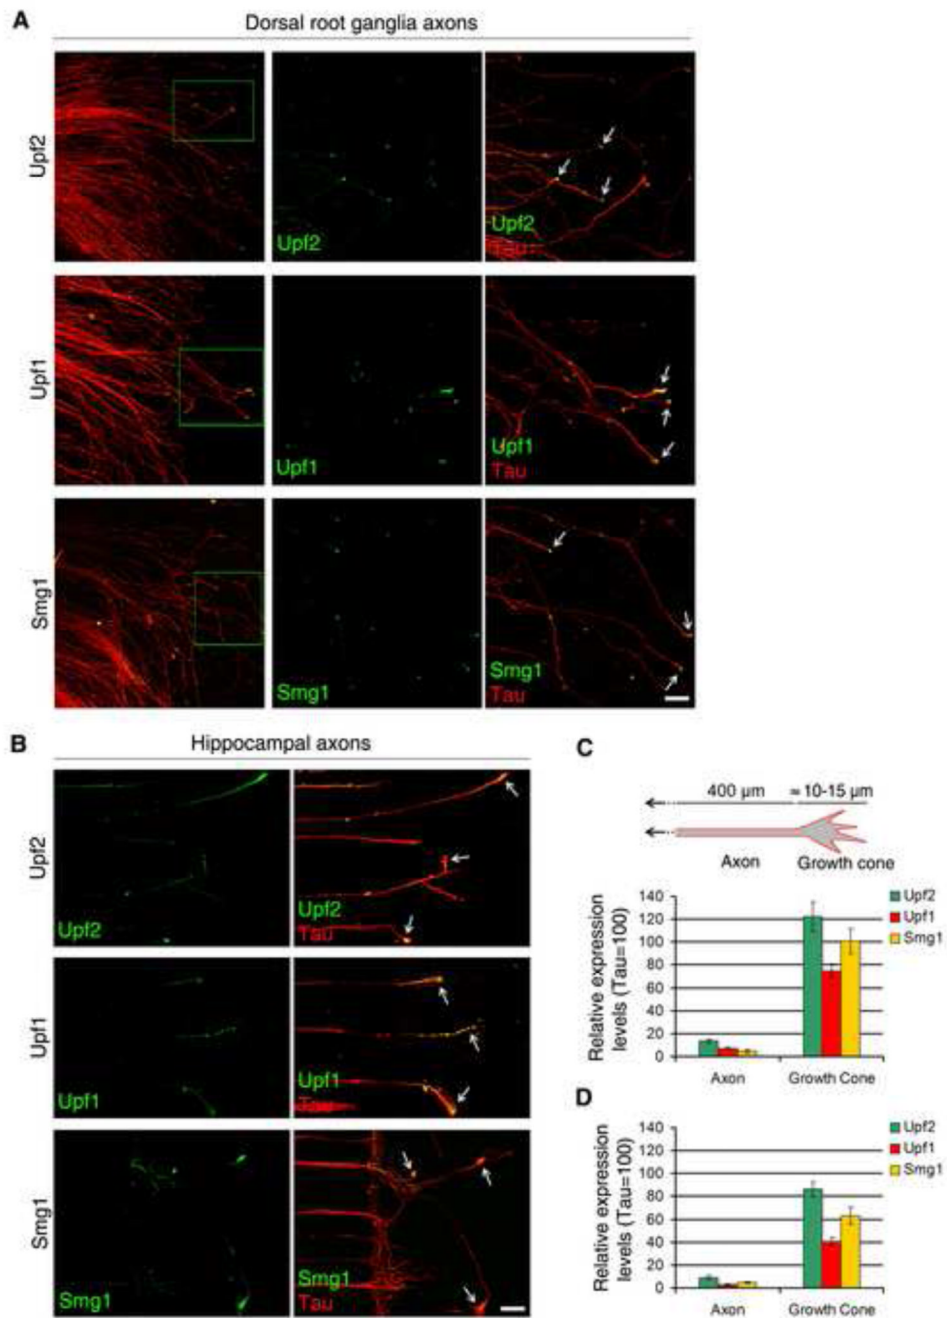 A
Dorsal root ganglia axons
Upf2
Upf2
Upf2
Tau
Upf1
Upf1
Upf1
Tau
Smg1
Smg1
Smg1
Tau
B
Hippocampal axons
Upf2
Upf2
Upf2
Tau
Upf1
Upf1
Upf1
Tau
Smg1
Smg1
Smg1
Tau
C
400 µm
≈ 10-15 µm
Axon
Growth cone
Relative expression
levels (Tau=100)
140
120
100
80
60
40
20
0
Axon
Growth Cone
Upf2
Upf1
Smg1
D
Relative expression
levels (Tau=100)
140
120
100
80
60
40
20
0
Axon
Growth Cone
Upf2
Upf1
Smg1